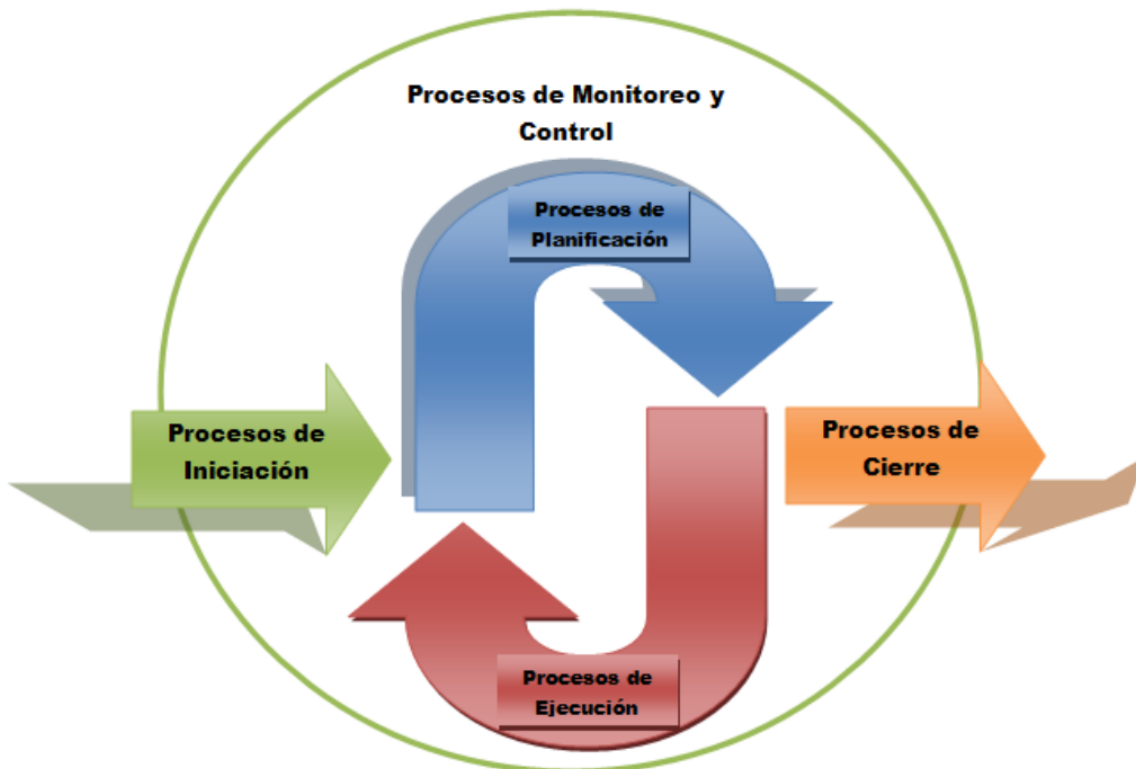 Procesos de Monitoreo y
Control
Procesos de
Planificación
Procesos de
Iniciación
Procesos de
Cierre
Procesos de
Ejecución